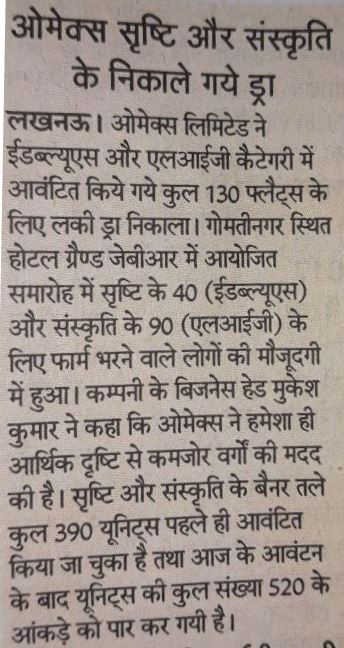 ओमेक्स सृष्टि और संस्कृति
के निकाले गये ड्रा
लखनऊ। ओमेक्स लिमिटेड ने
ईडब्ल्यूएस और एलआईजी कैटेगरी में
आवंटित किये गये कुल 130 फ्लैट्स के
लिए लकी ड्रा निकाला। गोमतीनगर स्थित
होटल ग्रैण्ड जेबीआर में आयोजित
समारोह में सृष्टि के 40 (ईडब्ल्यूएस)
और संस्कृति के 90 (एलआईजी) के
लिए फार्म भरने वाले लोगों की मौजूदगी
में हुआ। कम्पनी के बिजनेस हेड मुकेश
कुमार ने कहा कि ओमेक्स ने हमेशा ही
आर्थिक दृष्टि से कमजोर वर्गों की मदद
की है। सृष्टि और संस्कृति के बैनर तले
कुल 390 यूनिट्स पहले ही आवंटित
किया जा चुका है तथा आज के आवंटन
के बाद यूनिट्स की कुल संख्या 520 के
आंकड़े को पार कर गयी है।